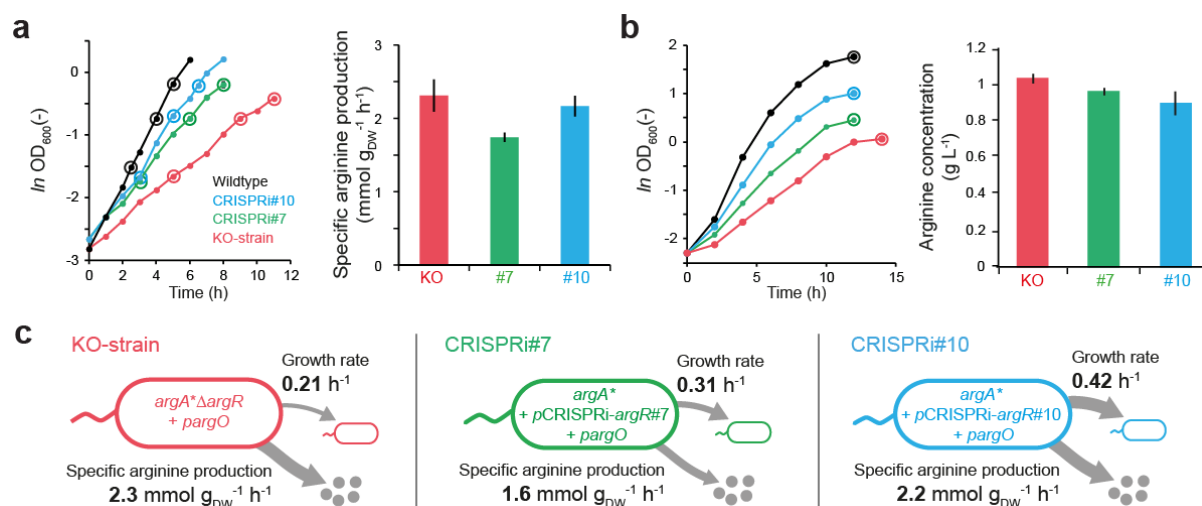 a
ln OD600(-)
0
-1
-2
-3
0 2 4 6 8 10 12
Time (h)
Wildtype
CRISPRi#10
CRISPRi#7
KO-strain
Specific arginine production
(mmol gDW-1 h-1)
3
2
1
0
KO #7 #10
b
ln OD600(-)
2
1
0
-1
-2
0 5 10 15
Time (h)
Arginine concentration
(g L-1)
1.2
1
0.8
0.6
0.4
0.2
0
KO #7 #10
c
KO-strain
Growth rate
0.21 h-1
argA*ΔargR
+ pargO
Specific arginine production
2.3 mmol gDW-1 h-1
CRISPRi#7
Growth rate
0.31 h-1
argA*
+ pCRISPRi-argR#7
+ pargO
Specific arginine production
1.6 mmol gDW-1 h-1
CRISPRi#10
Growth rate
0.42 h-1
argA*
+ pCRISPRi-argR#10
+ pargO
Specific arginine production
2.2 mmol gDW-1 h-1